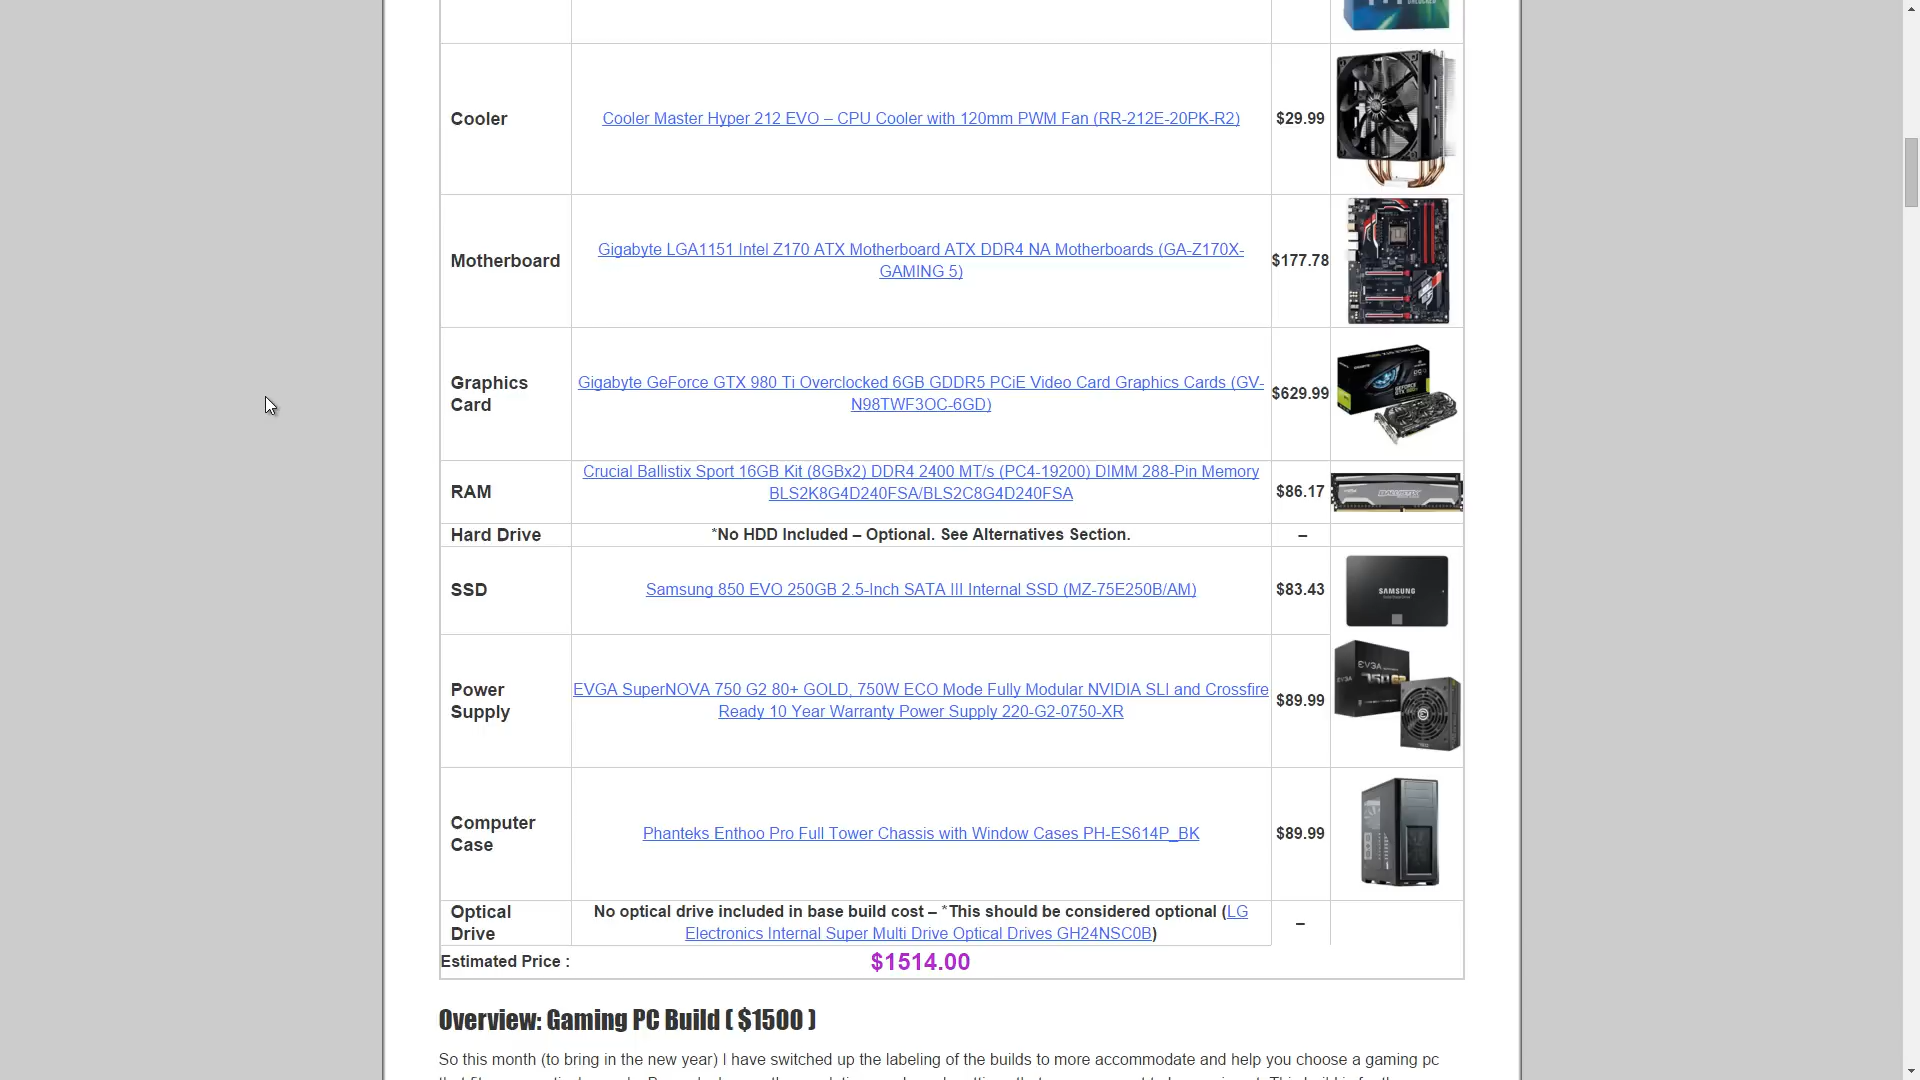 Cooler
Cooler Master Hyper 212 EVO – CPU Cooler with 120mm PWM Fan (RR-212E-20PK-R2)
$29.99
Motherboard
Gigabyte LGA1151 Intel Z170 ATX Motherboard ATX DDR4 NA Motherboards (GA-Z170X-
GAMING 5)
$177.78
Graphics
Card
Gigabyte GeForce GTX 980 Ti Overclocked 6GB GDDR5 PCiE Video Card Graphics Cards (GV-
N98TWF3OC-6GD)
$629.99
RAM
Crucial Ballistix Sport 16GB Kit (8GBx2) DDR4 2400 MT/s (PC4-19200) DIMM 288-Pin Memory
BLS2K8G4D240FSA/BLS2C8G4D240FSA
$86.17
Hard Drive
*No HDD Included – Optional. See Alternatives Section.
–
SSD
Samsung 850 EVO 250GB 2.5-Inch SATA III Internal SSD (MZ-75E250B/AM)
$83.43
SAMSUNG
Power
Supply
EVGA SuperNOVA 750 G2 80+ GOLD, 750W ECO Mode Fully Modular NVIDIA SLI and Crossfire
Ready 10 Year Warranty Power Supply 220-G2-0750-XR
$89.99
EVGA
750 G2
Computer
Case
Phanteks Enthoo Pro Full Tower Chassis with Window Cases PH-ES614P_BK
$89.99
Optical
Drive
No optical drive included in base build cost – *This should be considered optional (LG
Electronics Internal Super Multi Drive Optical Drives GH24NSC0B)
–
Estimated Price :
$1514.00
Overview: Gaming PC Build ( $1500 )
So this month (to bring in the new year) I have switched up the labeling of the builds to more accommodate and help you choose a gaming pc